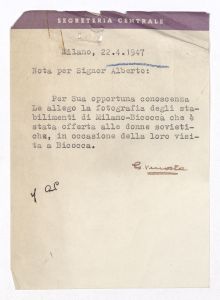 SEGRETERIA CENTRALE
Milano, 22.4.1947
Nota per Signor Alberto:
Per Sua opportuna conoscenza
Le allego la fotografia degli sta-
bilimenti di Milano-Bicocca che è
stata offerta alle donne sovieti-
che, in occasione della loro visi-
ta a Bicocca.